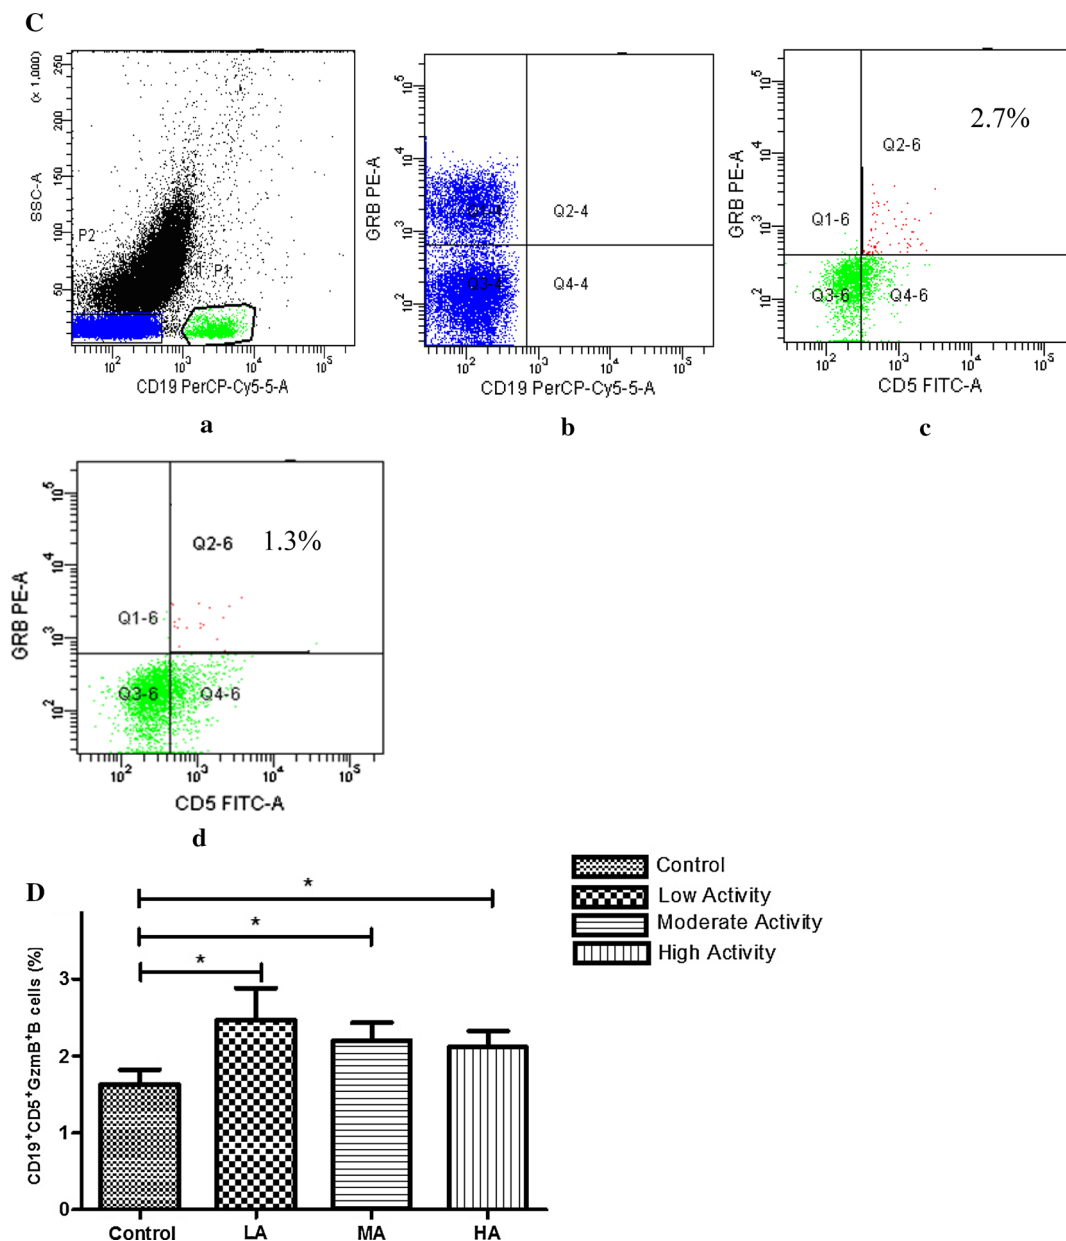 C
SSC-A
(x 1,000)
250
200
150
100
50
P2
P1
10² 10³ 10⁴ 10⁵
CD19 PerCP-Cy5-5-A
a
GRB PE-A
10⁵
10⁴
10³
10²
Q2-4
Q3-4
Q4-4
10² 10³ 10⁴ 10⁵
CD19 PerCP-Cy5-5-A
b
GRB PE-A
10⁵
10⁴
10³
10²
2.7%
Q2-6
Q1-6
Q3-6
Q4-6
10² 10³ 10⁴ 10⁵
CD5 FITC-A
c
GRB PE-A
10⁵
10⁴
10³
10²
Q2-6
1.3%
Q1-6
Q3-6
Q4-6
10² 10³ 10⁴ 10⁵
CD5 FITC-A
d
D
CD19⁺CD5⁺GzmB⁺B cells (%)
3
2
1
0
*
*
*
Control LA MA HA
Control
Low Activity
Moderate Activity
High Activity